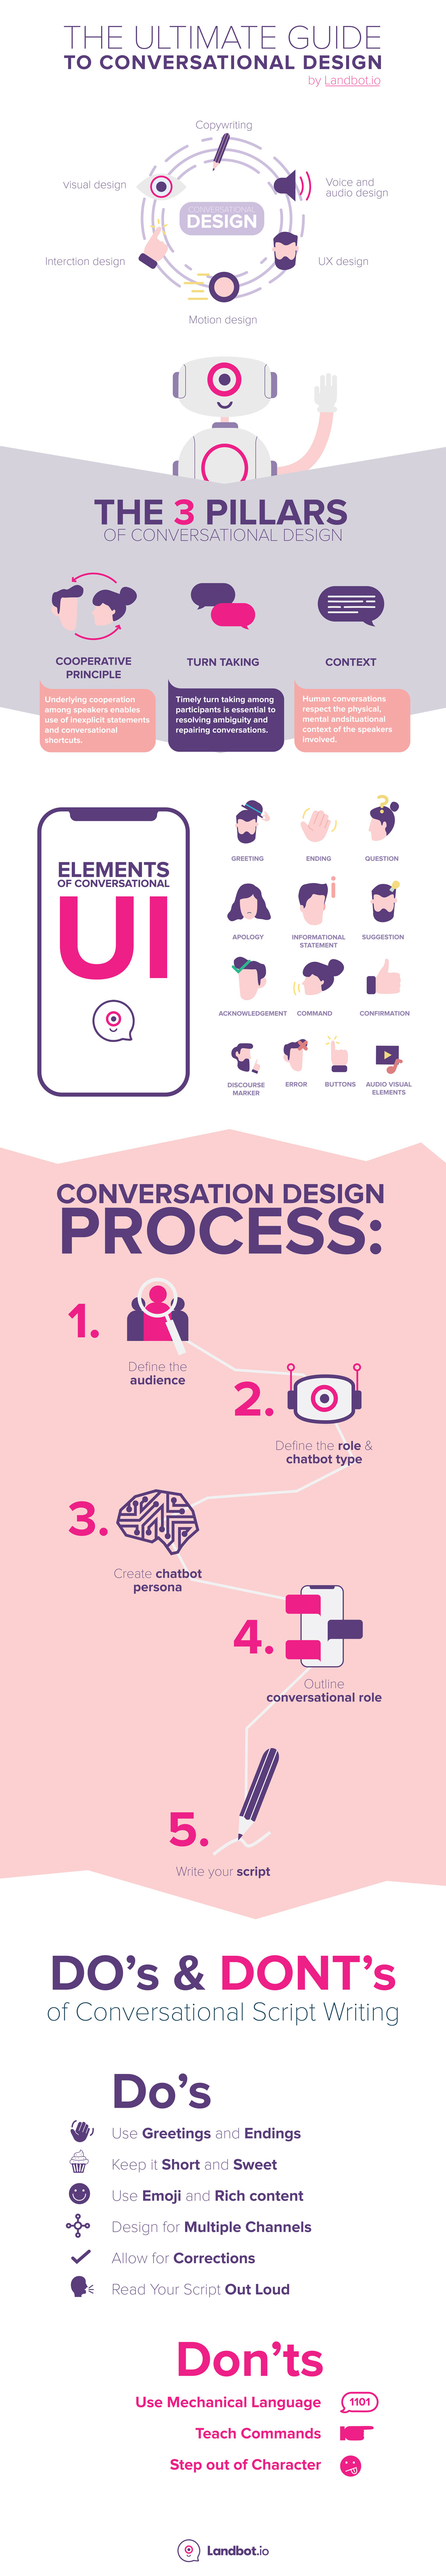 THE ULTIMATE GUIDE
TO CONVERSATIONAL DESIGN
by Landbot.io
Copywriting
visual design
Voice and
audio design
CONVERSATIONAL
DESIGN
Interction design
UX design
Motion design
THE 3 PILLARS
OF CONVERSATIONAL DESIGN
COOPERATIVE
PRINCIPLE
Underlying cooperation
among speakers enables
use of inexplicit statements
and conversational
shortcuts.
TURN TAKING
Timely turn taking among
participants is essential to
resolving ambiguity and
repairing conversations.
CONTEXT
Human conversations
respect the physical,
mental andsituational
context of the speakers
involved.
ELEMENTS
OF CONVERSATIONAL
UI
GREETING
ENDING
?
QUESTION
APOLOGY
INFORMATIONAL
STATEMENT
SUGGESTION
ACKNOWLEDGEMENT
COMMAND
CONFIRMATION
DISCOURSE
MARKER
ERROR
BUTTONS
AUDIO VISUAL
ELEMENTS
CONVERSATION DESIGN
PROCESS:
1.
Define the
audience
2.
Define the role &
chatbot type
3.
Create chatbot
persona
4.
Outline
conversational role
5.
Write your script
DO's & DONT's
of Conversational Script Writing
Do's
Use Greetings and Endings
Keep it Short and Sweet
Use Emoji and Rich content
Design for Multiple Channels
Allow for Corrections
Read Your Script Out Loud
Don'ts
Use Mechanical Language
1101
Teach Commands
Step out of Character
Landbot.io